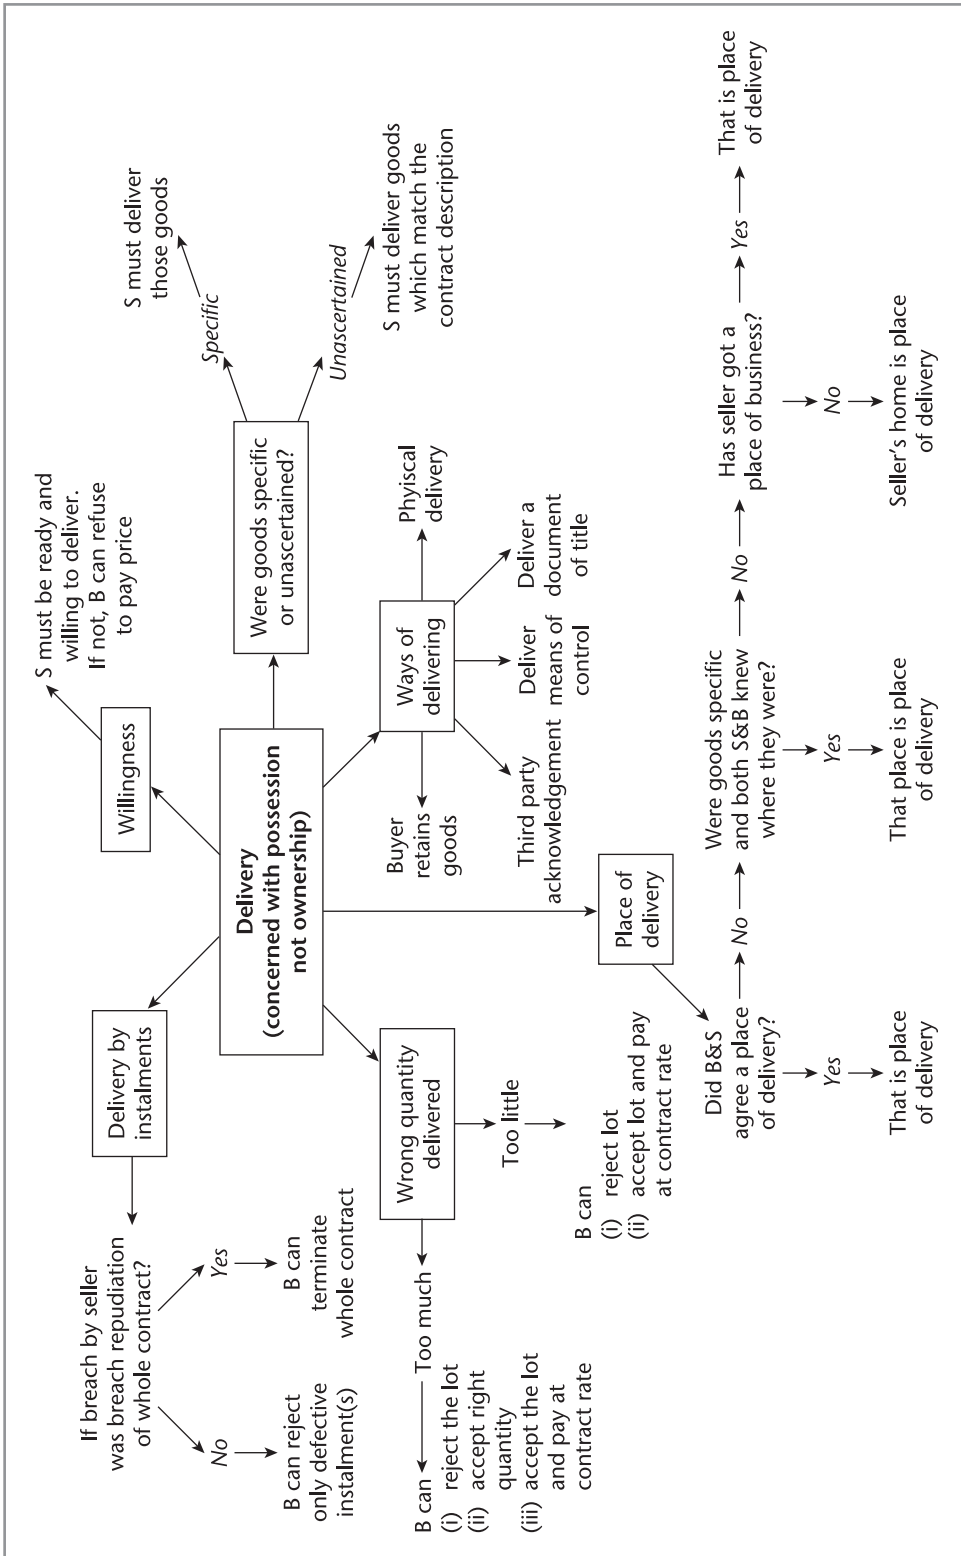 If breach by seller
was breach repudiation
of whole contract?
No
B can reject
only defective
instalment(s)
Yes
B can
terminate
whole contract
Delivery by
instalments
Willingness
S must be ready and
willing to deliver.
If not, B can refuse
to pay price
Delivery
(concerned with possession
not ownership)
Were goods specific
or unascertained?
Specific
S must deliver
those goods
Unascertained
S must deliver goods
which match the
contract description
Wrong quantity
delivered
Too much
B can
(i) reject the lot
(ii) accept right
quantity
(iii) accept the lot
and pay at
contract rate
Too little
B can
(i) reject lot
(ii) accept lot and pay
at contract rate
Ways of
delivering
Buyer
retains
goods
Third party
acknowledgement
Deliver
means of
control
Deliver a
document
of title
Phyiscal
delivery
Place of
delivery
Did B&S
agree a place
of delivery?
Yes
That is place
of delivery
No
Were goods specific
and both S&B knew
where they were?
Yes
That place is place
of delivery
No
Has seller got a
place of business?
No
Seller's home is place
of delivery
Yes
That is place
of delivery